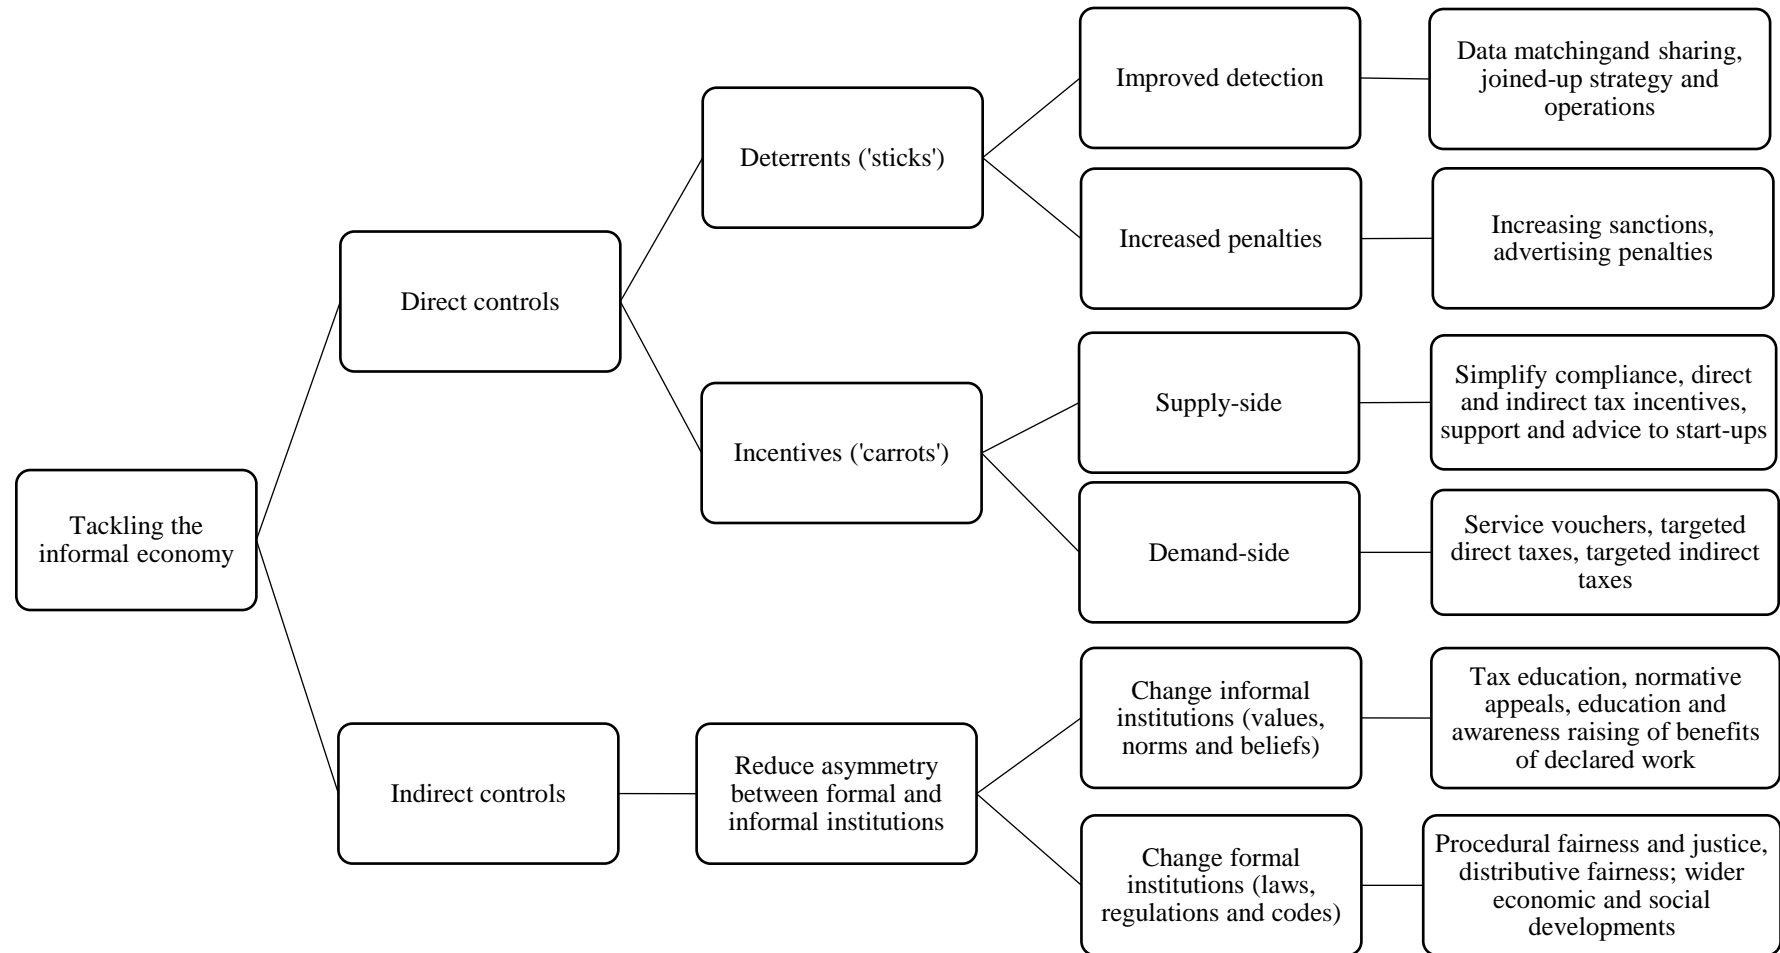 Tackling the
informal economy
Direct controls
Indirect controls
Deterrents ('sticks')
Incentives ('carrots')
Reduce asymmetry
between formal and
informal institutions
Improved detection
Increased penalties
Supply-side
Demand-side
Change informal
institutions (values,
norms and beliefs)
Change formal
institutions (laws,
regulations and codes)
Data matchingand sharing,
joined-up strategy and
operations
Increasing sanctions,
advertising penalties
Simplify compliance, direct
and indirect tax incentives,
support and advice to start-ups
Service vouchers, targeted
direct taxes, targeted indirect
taxes
Tax education, normative
appeals, education and
awareness raising of benefits
of declared work
Procedural fairness and justice,
distributive fairness; wider
economic and social
developments